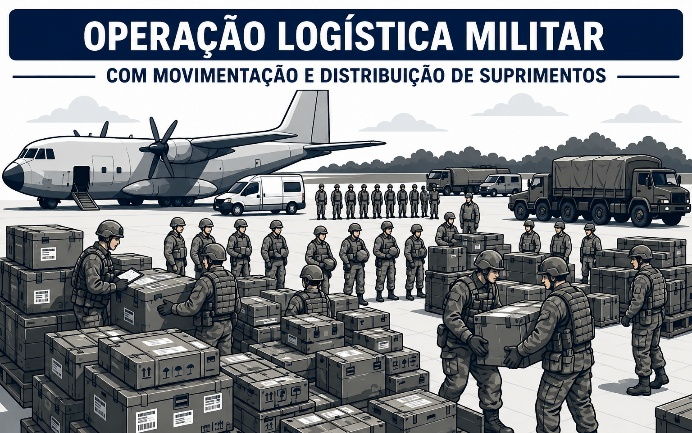 OPERAÇÃO LOGÍSTICA MILITAR
COM MOVIMENTAÇÃO E DISTRIBUIÇÃO DE SUPRIMENTOS